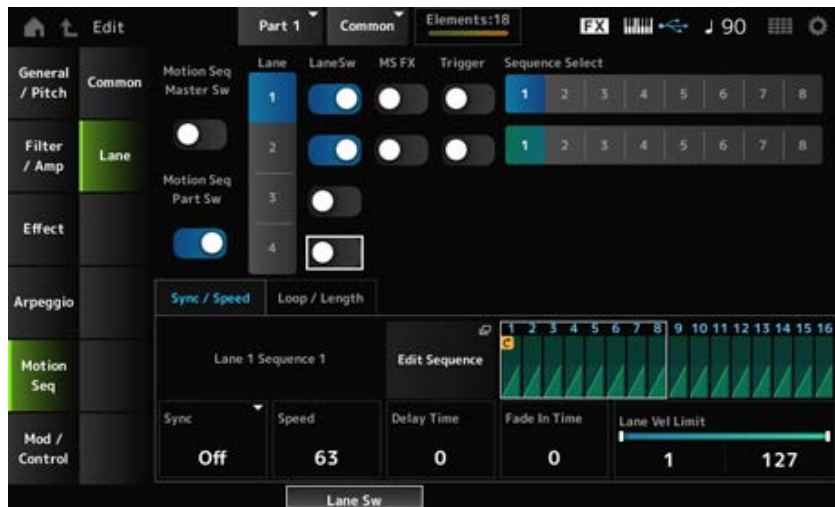 Edit
Part 1
Common
Elements:18
FX
♩ 90
General / Pitch
Filter / Amp
Effect
Arpeggio
Motion Seq
Mod / Control
Common
Lane
Motion Seq Master Sw
Motion Seq Part Sw
Lane LaneSw MS FX Trigger Sequence Select
1 1 2 3 4 5 6 7 8
2 1 2 3 4 5 6 7 8
3
4
Sync / Speed
Loop / Length
Lane 1 Sequence 1
Edit Sequence
1 2 3 4 5 6 7 8 9 10 11 12 13 14 15 16
C
Sync
Off
Speed
63
Delay Time
0
Fade In Time
0
Lane Vel Limit
1 127
Lane Sw